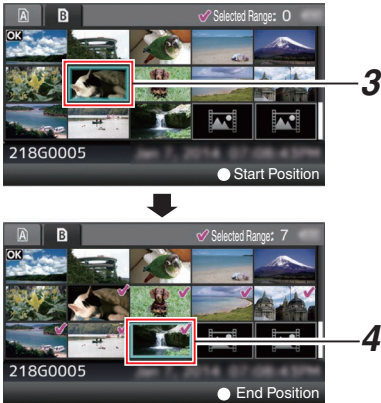 A B Selected Range: 0
OK
3
218G0005
Start Position
A B Selected Range: 7
OK
4
218G0005
End Position